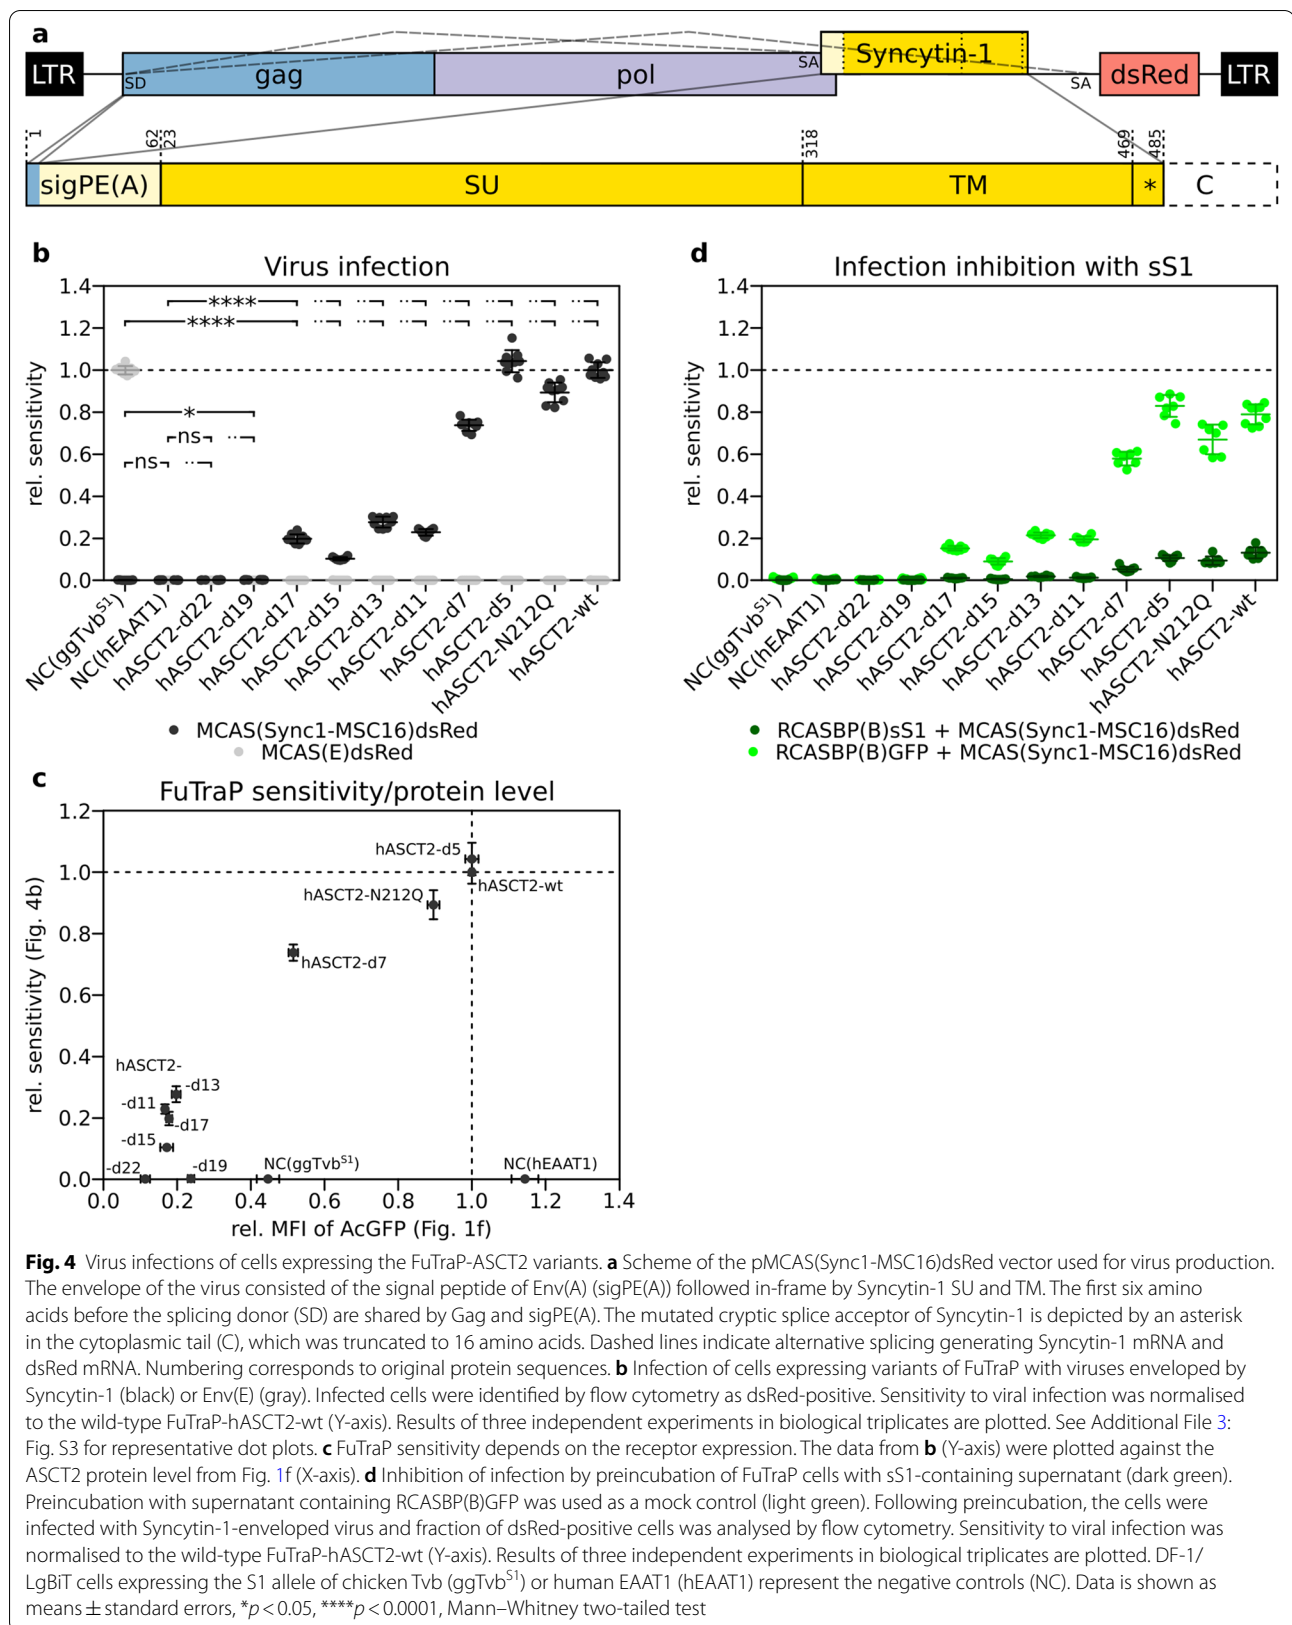 a
LTR
SD
gag
pol
SA
Syncytin-1
SA
dsRed
LTR
1
62
23
318
469
485
sigPE(A)
SU
TM
*
C
b
Virus infection
rel. sensitivity
1.4
1.2
1.0
0.8
0.6
0.4
0.2
0.0
****
****
*
ns
ns
NC(ggTvbS1)
NC(hEAAT1)
hASCT2-d22
hASCT2-d19
hASCT2-d17
hASCT2-d15
hASCT2-d13
hASCT2-d11
hASCT2-d7
hASCT2-d5
hASCT2-N212Q
hASCT2-wt
MCAS(Sync1-MSC16)dsRed
MCAS(E)dsRed
d
Infection inhibition with sS1
rel. sensitivity
1.4
1.2
1.0
0.8
0.6
0.4
0.2
0.0
NC(ggTvbS1)
NC(hEAAT1)
hASCT2-d22
hASCT2-d19
hASCT2-d17
hASCT2-d15
hASCT2-d13
hASCT2-d11
hASCT2-d7
hASCT2-d5
hASCT2-N212Q
hASCT2-wt
RCASBP(B)sS1 + MCAS(Sync1-MSC16)dsRed
RCASBP(B)GFP + MCAS(Sync1-MSC16)dsRed
c
FuTraP sensitivity/protein level
rel. sensitivity (Fig. 4b)
1.2
1.0
0.8
0.6
0.4
0.2
0.0
hASCT2-d5
hASCT2-wt
hASCT2-N212Q
hASCT2-d7
hASCT2-
-d13
-d11
-d17
-d15
-d22
-d19
NC(ggTvbS1)
NC(hEAAT1)
0.0 0.2 0.4 0.6 0.8 1.0 1.2 1.4
rel. MFI of AcGFP (Fig. 1f)
Fig. 4 Virus infections of cells expressing the FuTraP-ASCT2 variants. a Scheme of the pMCAS(Sync1-MSC16)dsRed vector used for virus production.
The envelope of the virus consisted of the signal peptide of Env(A) (sigPE(A)) followed in-frame by Syncytin-1 SU and TM. The first six amino
acids before the splicing donor (SD) are shared by Gag and sigPE(A). The mutated cryptic splice acceptor of Syncytin-1 is depicted by an asterisk
in the cytoplasmic tail (C), which was truncated to 16 amino acids. Dashed lines indicate alternative splicing generating Syncytin-1 mRNA and
dsRed mRNA. Numbering corresponds to original protein sequences. b Infection of cells expressing variants of FuTraP with viruses enveloped by
Syncytin-1 (black) or Env(E) (gray). Infected cells were identified by flow cytometry as dsRed-positive. Sensitivity to viral infection was normalised
to the wild-type FuTraP-hASCT2-wt (Y-axis). Results of three independent experiments in biological triplicates are plotted. See Additional File 3:
Fig. S3 for representative dot plots. c FuTraP sensitivity depends on the receptor expression. The data from b (Y-axis) were plotted against the
ASCT2 protein level from Fig. 1f (X-axis). d Inhibition of infection by preincubation of FuTraP cells with sS1-containing supernatant (dark green).
Preincubation with supernatant containing RCASBP(B)GFP was used as a mock control (light green). Following preincubation, the cells were
infected with Syncytin-1-enveloped virus and fraction of dsRed-positive cells was analysed by flow cytometry. Sensitivity to viral infection was
normalised to the wild-type FuTraP-hASCT2-wt (Y-axis). Results of three independent experiments in biological triplicates are plotted. DF-1/
LgBiT cells expressing the S1 allele of chicken Tvb (ggTvbS1) or human EAAT1 (hEAAT1) represent the negative controls (NC). Data is shown as
means ± standard errors, *p < 0.05, ****p < 0.0001, Mann–Whitney two-tailed test